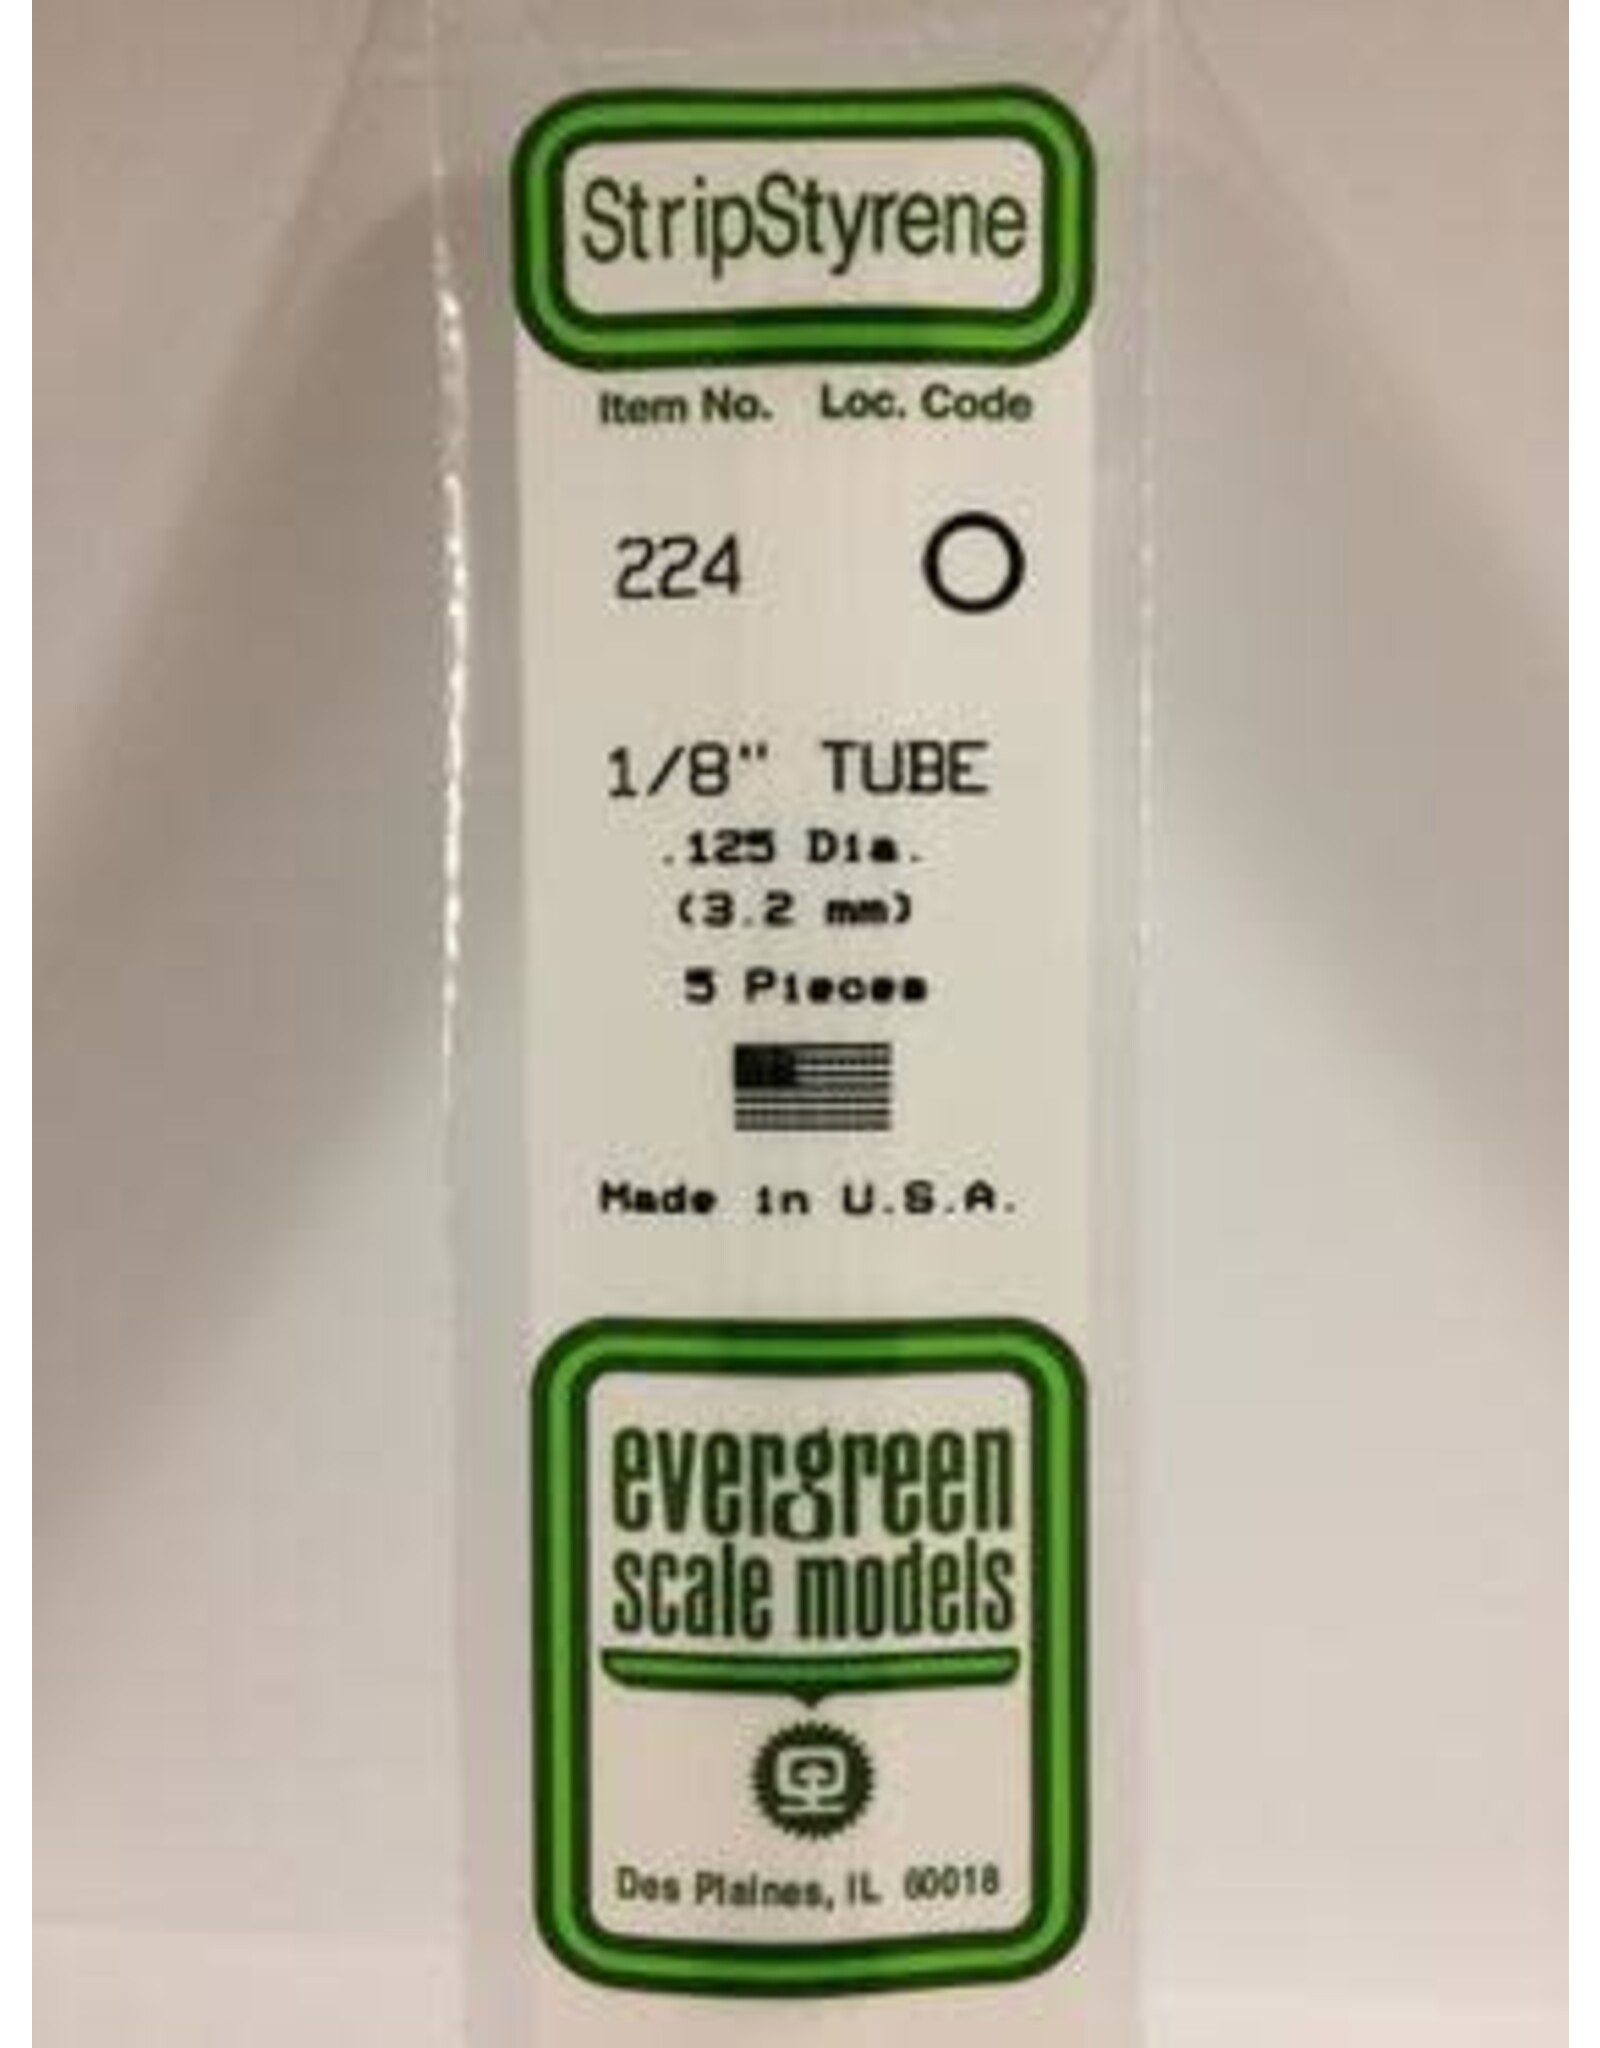 StripStyrene
Item No. Loc. Code
224
1/8" TUBE
.125 Dia.
(3.2 mm)
5 Pieces
Made in U.S.A.
evergreen
scale models
Des Plaines, IL 60018